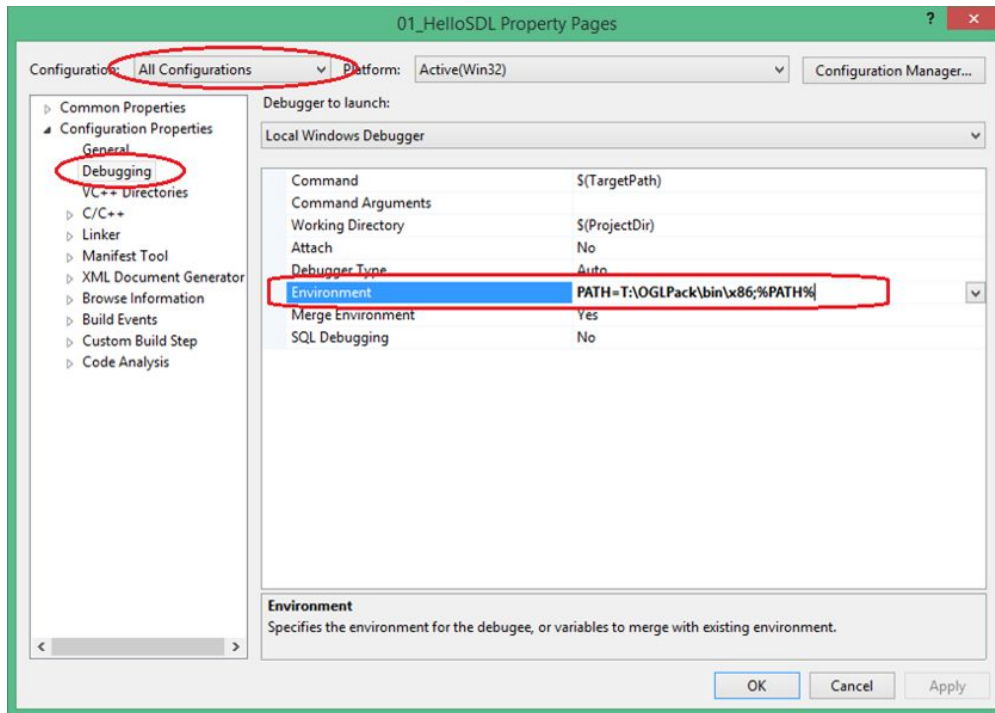 01_HelloSDL Property Pages
? ×
Configuration: All Configurations Platform: Active(Win32) Configuration Manager...
Common Properties
Configuration Properties
General
Debugging
VC++ Directories
C/C++
Linker
Manifest Tool
XML Document Generator
Browse Information
Build Events
Custom Build Step
Code Analysis
Debugger to launch:
Local Windows Debugger
Command $(TargetPath)
Command Arguments
Working Directory $(ProjectDir)
Attach No
Debugger Type Auto
Environment PATH=T:\OGLPack\bin\x86;%PATH%
Merge Environment Yes
SQL Debugging No
Environment
Specifies the environment for the debugee, or variables to merge with existing environment.
OK Cancel Apply